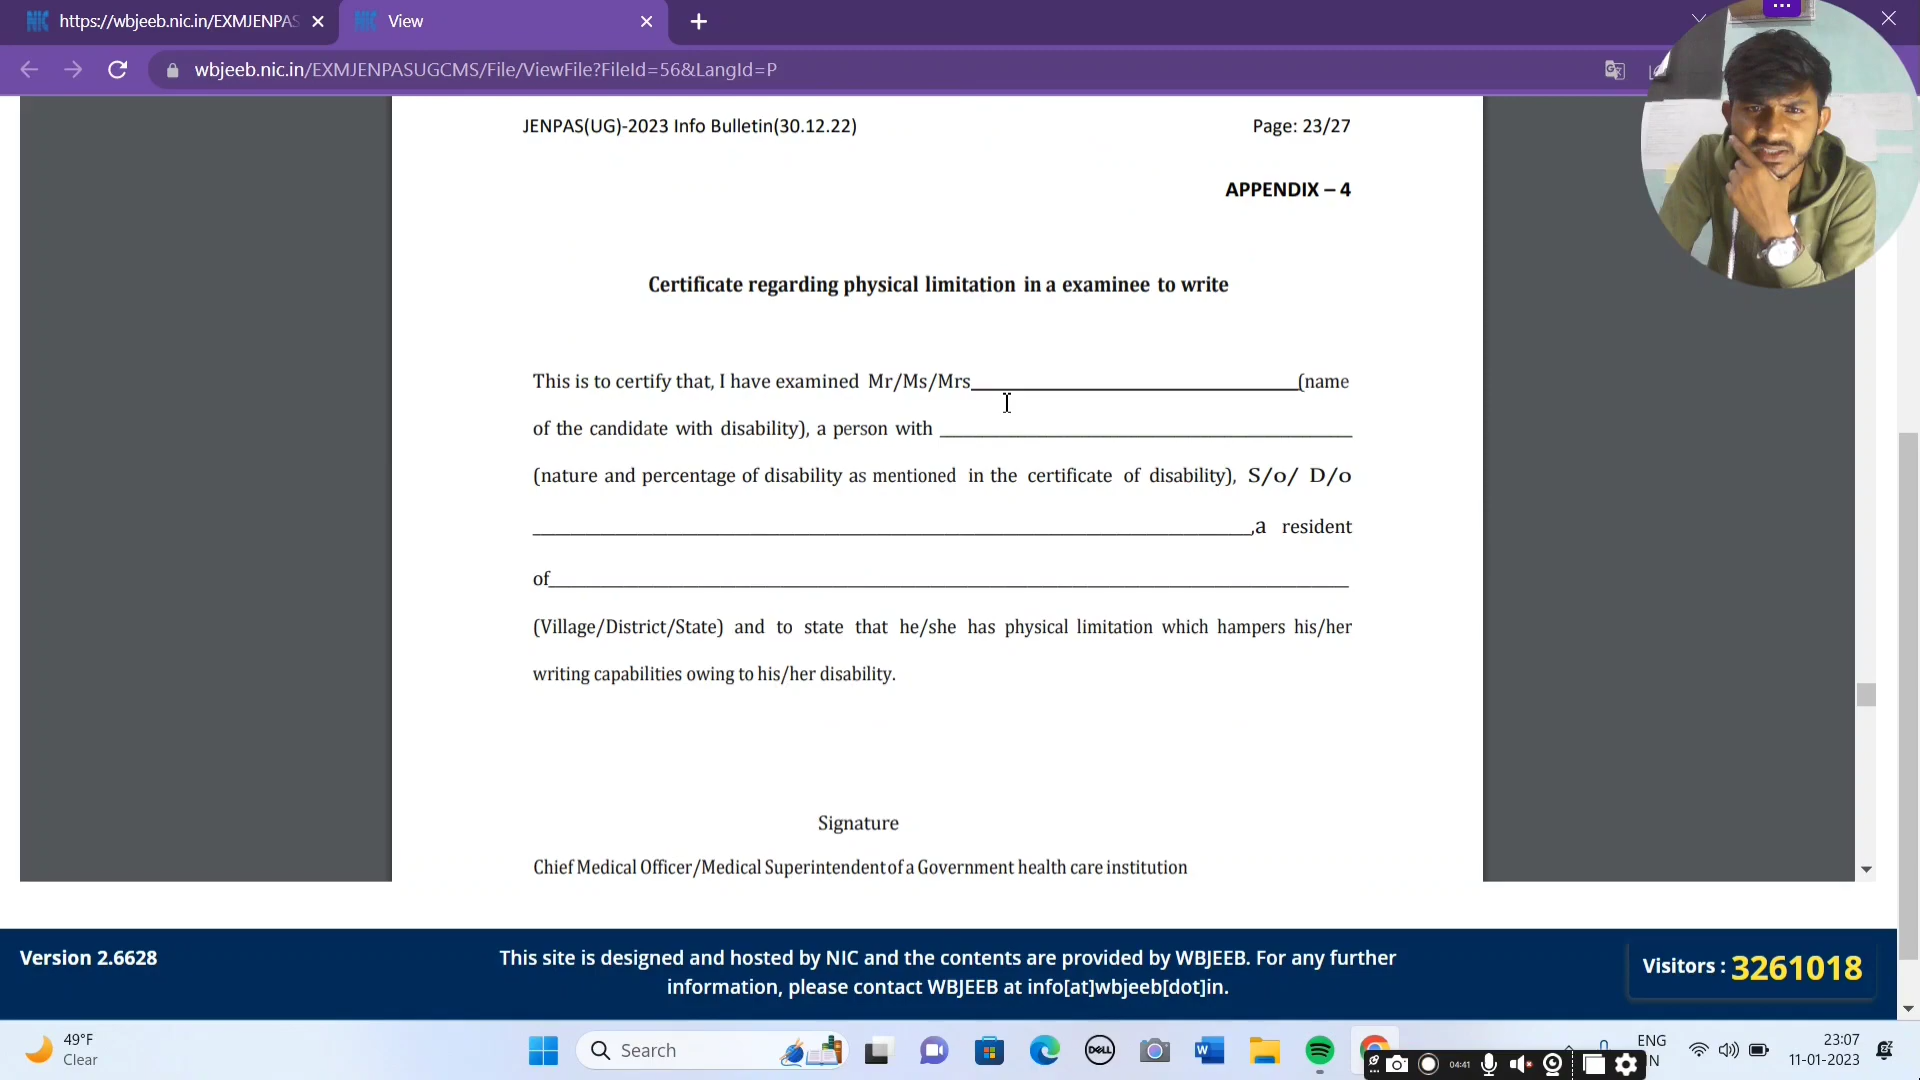 https://wbjeeb.nic.in/EXMJENPAS
View
wbjeeb.nic.in/EXMJENPASUGCMS/File/ViewFile?FileId=56&LangId=P
JENPAS(UG)-2023 Info Bulletin(30.12.22) Page: 23/27
APPENDIX – 4
Certificate regarding physical limitation in a examinee to write
This is to certify that, I have examined Mr/Ms/Mrs______________________________(name
of the candidate with disability), a person with ______________________________________
(nature and percentage of disability as mentioned in the certificate of disability), S/o/ D/o
__________________________________________________________________,a resident
of__________________________________________________________________________
(Village/District/State) and to state that he/she has physical limitation which hampers his/her
writing capabilities owing to his/her disability.
Signature
Chief Medical Officer/Medical Superintendent of a Government health care institution
Version 2.6628
This site is designed and hosted by NIC and the contents are provided by WBJEEB. For any further
information, please contact WBJEEB at info[at]wbjeeb[dot]in.
Visitors : 3261018
49°F
Clear
Search
DELL
04:41
ENG
IN
23:07
11-01-2023